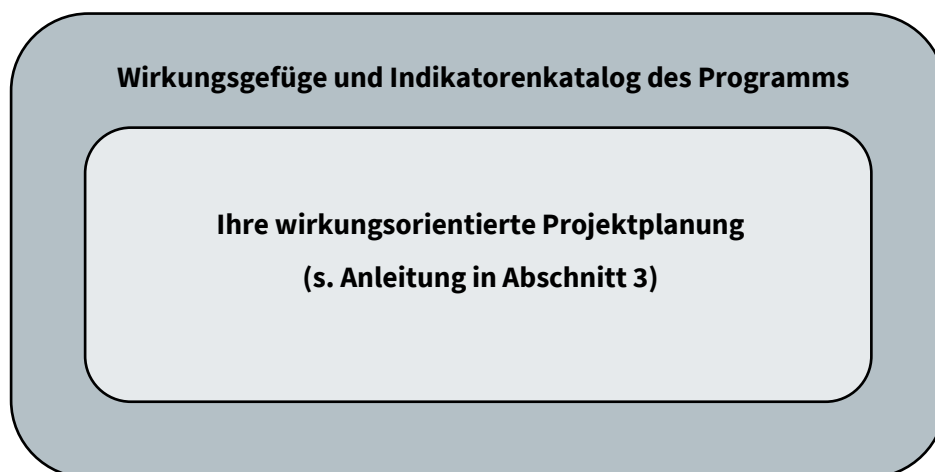 Wirkungsgefüge und Indikatorenkatalog des Programms
Ihre wirkungsorientierte Projektplanung
(s. Anleitung in Abschnitt 3)